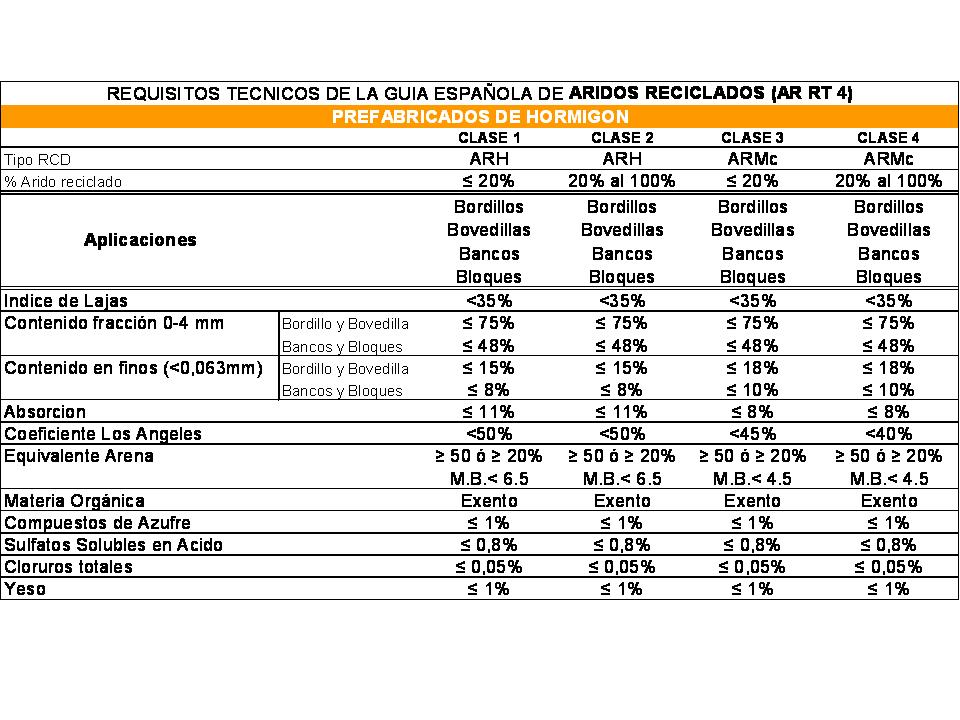 REQUISITOS TECNICOS DE LA GUIA ESPAÑOLA DE ARIDOS RECICLADOS (AR RT 4)
PREFABRICADOS DE HORMIGON
CLASE 1 CLASE 2 CLASE 3 CLASE 4
Tipo RCD ARH ARH ARMc ARMc
% Arido reciclado ≤ 20% 20% al 100% ≤ 20% 20% al 100%
Aplicaciones
Bordillos Bordillos Bordillos Bordillos
Bovedillas Bovedillas Bovedillas Bovedillas
Bancos Bancos Bancos Bancos
Bloques Bloques Bloques Bloques
Indice de Lajas <35% <35% <35% <35%
Contenido fracción 0-4 mm Bordillo y Bovedilla ≤ 75% ≤ 75% ≤ 75% ≤ 75%
Bancos y Bloques ≤ 48% ≤ 48% ≤ 48% ≤ 48%
Contenido en finos (<0,063mm) Bordillo y Bovedilla ≤ 15% ≤ 15% ≤ 18% ≤ 18%
Bancos y Bloques ≤ 8% ≤ 8% ≤ 10% ≤ 10%
Absorcion ≤ 11% ≤ 11% ≤ 8% ≤ 8%
Coeficiente Los Angeles <50% <50% <45% <40%
Equivalente Arena ≥ 50 ó ≥ 20% ≥ 50 ó ≥ 20% ≥ 50 ó ≥ 20% ≥ 50 ó ≥ 20%
M.B.< 6.5 M.B.< 6.5 M.B.< 4.5 M.B.< 4.5
Materia Orgánica Exento Exento Exento Exento
Compuestos de Azufre ≤ 1% ≤ 1% ≤ 1% ≤ 1%
Sulfatos Solubles en Acido ≤ 0,8% ≤ 0,8% ≤ 0,8% ≤ 0,8%
Cloruros totales ≤ 0,05% ≤ 0,05% ≤ 0,05% ≤ 0,05%
Yeso ≤ 1% ≤ 1% ≤ 1% ≤ 1%